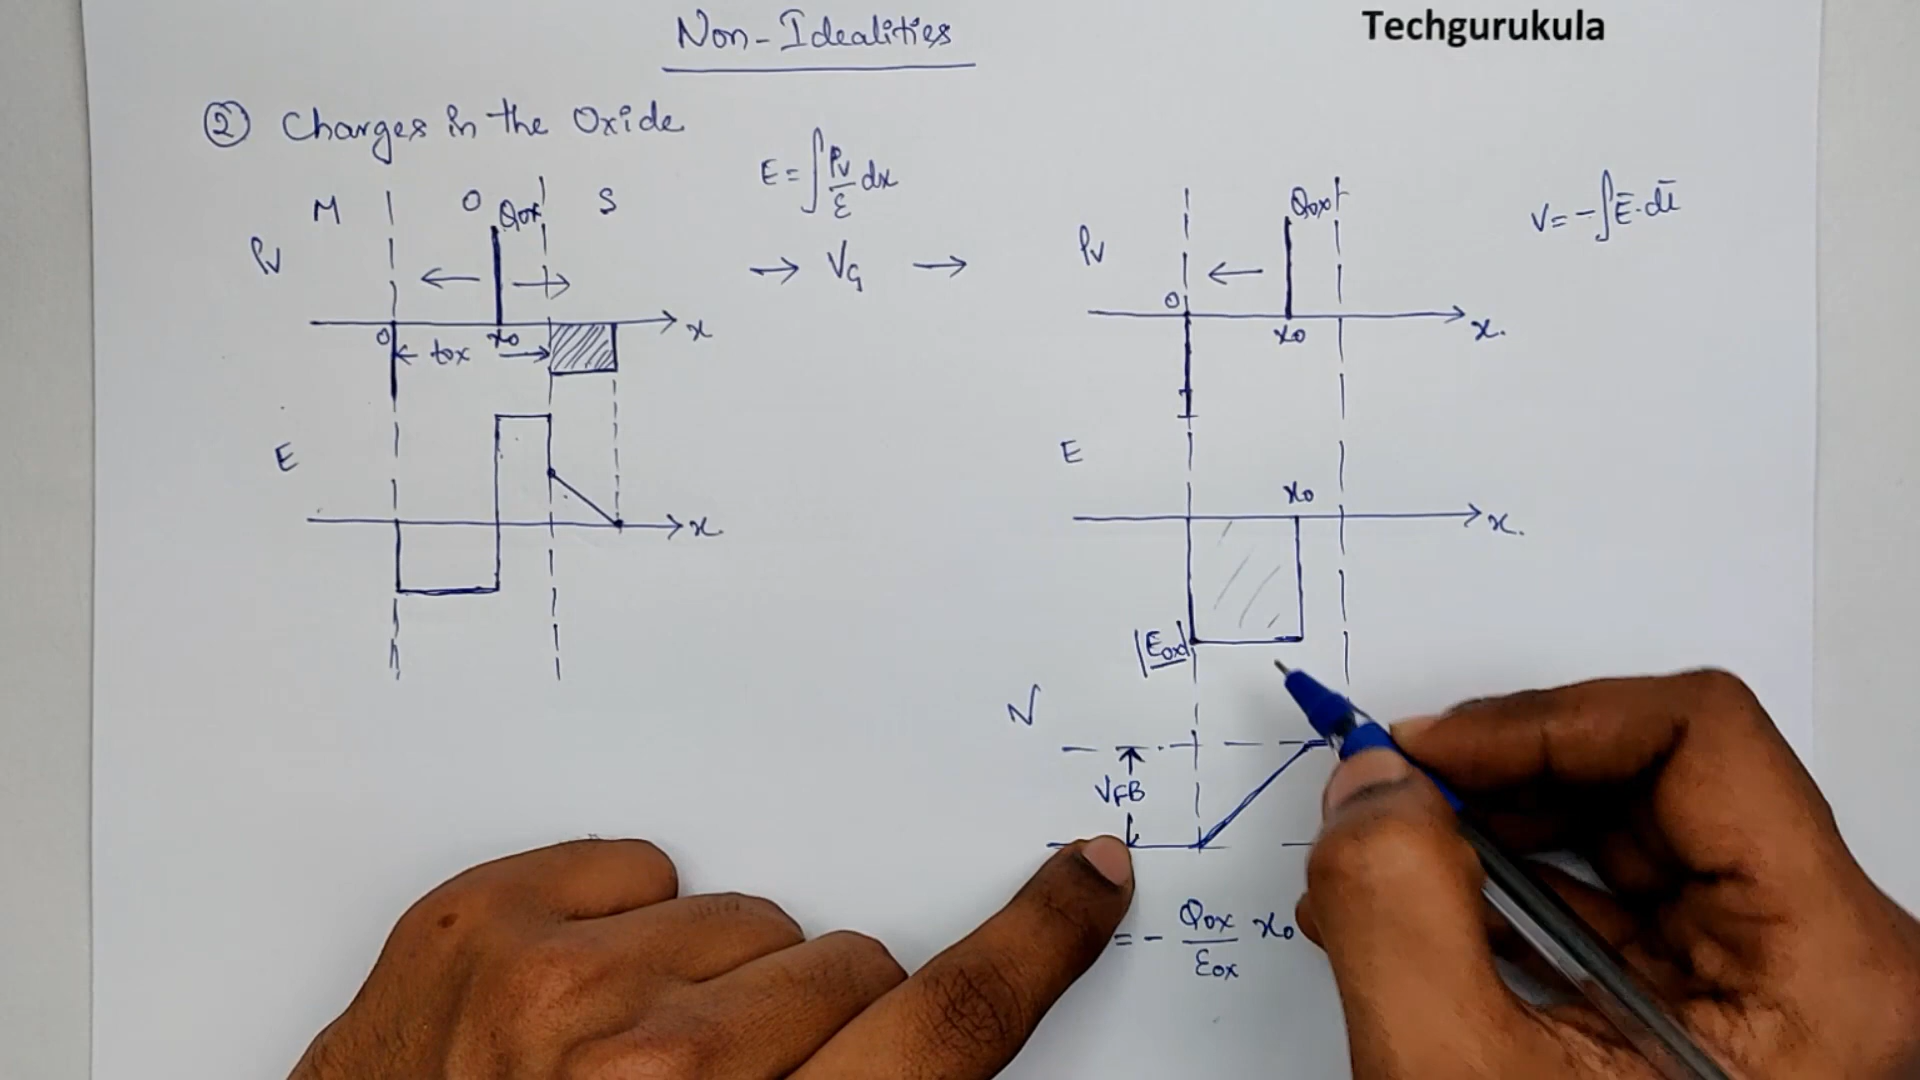 Non-Idealities
Techgurukula
② Charges in the Oxide
E = ∫ ρv/ε dx
M O Qox S
Qox
V = -∫ E̅·dl̅
ρv
→ VG →
ρv
0
x
0 x0
x.
tox
x0
E
E
x0
x
x.
|Eox|
V
VFB
= - Qox/εox x0